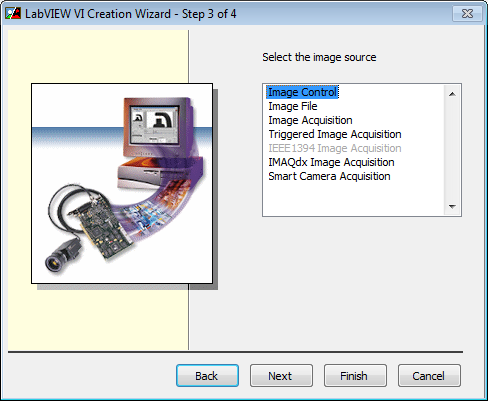 LabVIEW VI Creation Wizard - Step 3 of 4
Select the image source
Image Control
Image File
Image Acquisition
Triggered Image Acquisition
IEEE1394 Image Acquisition
IMAQdx Image Acquisition
Smart Camera Acquisition
Back
Next
Finish
Cancel